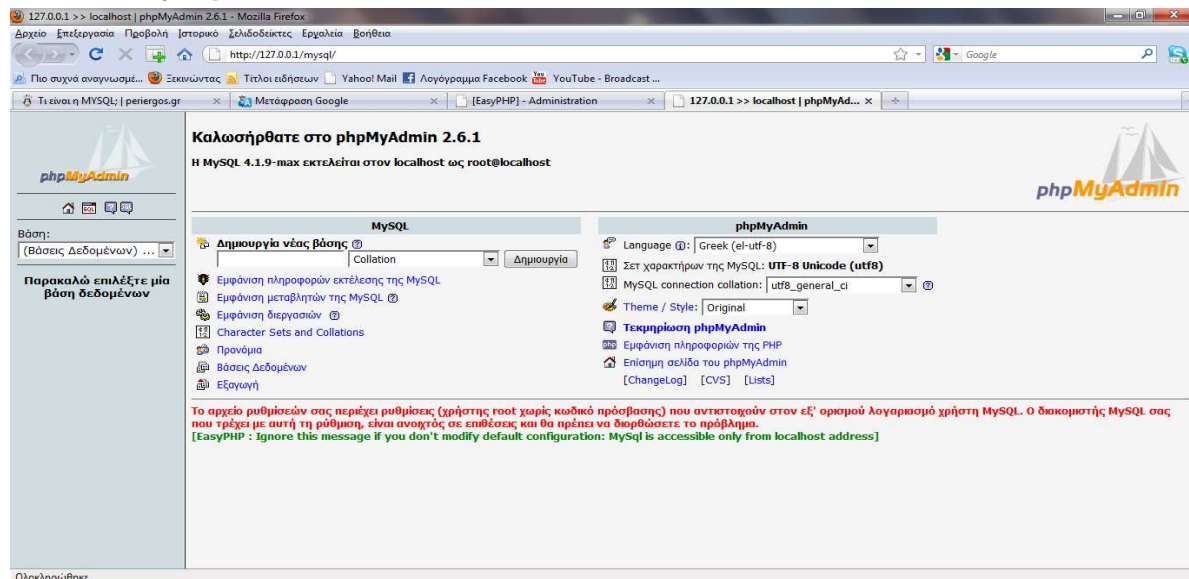 127.0.0.1 >> localhost | phpMyAdmin 2.6.1 - Mozilla Firefox
Αρχείο Επεξεργασία Προβολή Ιστορικό Σελιδοδείκτες Εργαλεία Βοήθεια
http://127.0.0.1/mysql/ Google
Πιο συχνά αναγνωσμέ... Ξεκινώντας Τίτλοι ειδήσεων Yahoo! Mail Λογόγραμμα Facebook YouTube - Broadcast ...
Τι είναι η MYSQL; | periergos.gr Μετάφραση Google [EasyPHP] - Administration 127.0.0.1 >> localhost | phpMyAd...
phpMyAdmin
Βάση:
(Βάσεις Δεδομένων) ...
Παρακαλώ επιλέξτε μία
βάση δεδομένων
Καλωσήρθατε στο phpMyAdmin 2.6.1
Η MySQL 4.1.9-max εκτελείται στον localhost ως root@localhost
phpMyAdmin
MySQL
Δημιουργία νέας βάσης
Collation Δημιουργία
Εμφάνιση πληροφορών εκτέλεσης της MySQL
Εμφάνιση μεταβλητών της MySQL
Εμφάνιση διεργασιών
Character Sets and Collations
Προνόμια
Βάσεις Δεδομένων
Εξαγωγή
phpMyAdmin
Language: Greek (el-utf-8)
Σετ χαρακτήρων της MySQL: UTF-8 Unicode (utf8)
MySQL connection collation: utf8_general_ci
Theme / Style: Original
Τεκμηρίωση phpMyAdmin
Εμφάνιση πληροφοριών της PHP
Επίσημη σελίδα του phpMyAdmin
[ChangeLog] [CVS] [Lists]
Το αρχείο ρυθμίσεών σας περιέχει ρυθμίσεις (χρήστης root χωρίς κωδικό πρόσβασης) που αντιστοιχούν στον εξ' ορισμού λογαριασμό χρήστη MySQL. Ο διακομιστής MySQL σας
που τρέχει με αυτή τη ρύθμιση, είναι ανοιχτός σε επιθέσεις και θα πρέπει να διορθώσετε το πρόβλημα.
[EasyPHP : Ignore this message if you don't modify default configuration: MySql is accessible only from localhost address]
Ολοκληρώθηκε